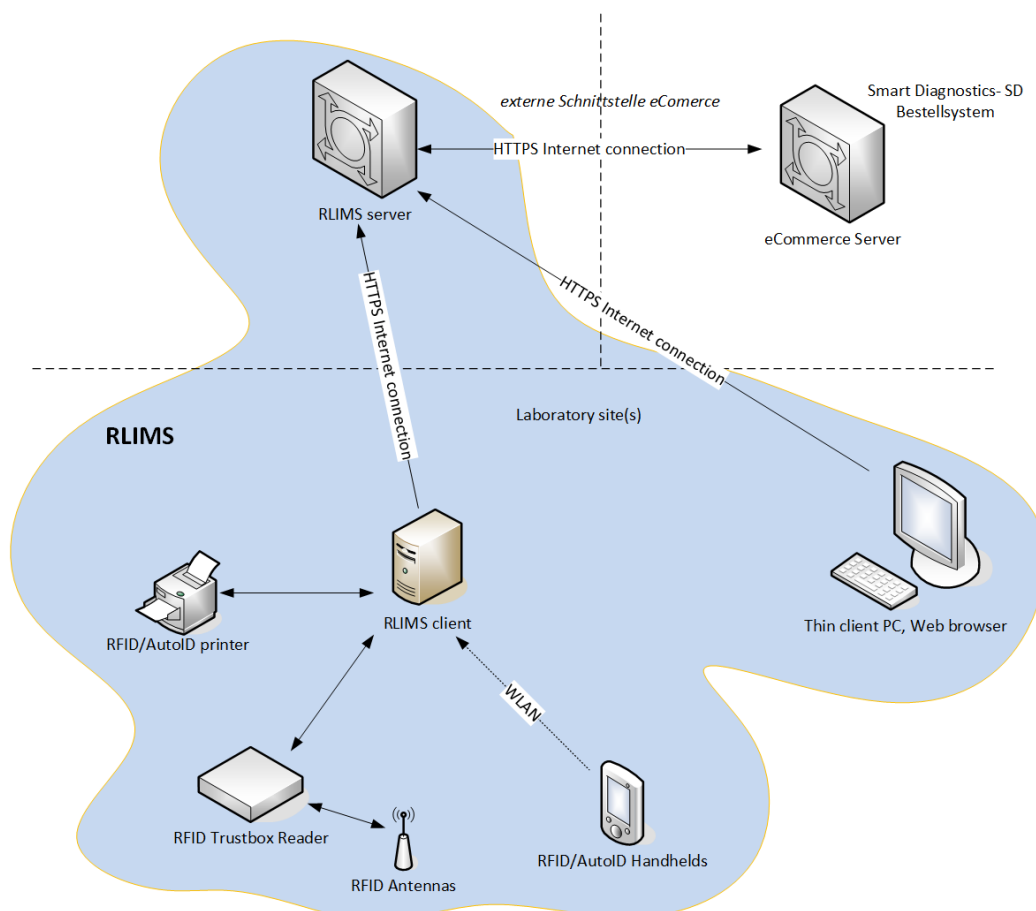 Smart Diagnostics- SD
Bestellsystem
externe Schnittstelle eComerce
HTTPS Internet connection
RLIMS server
eCommerce Server
HTTPS Internet connection
HTTPS Internet connection
Laboratory site(s)
RLIMS
RLIMS client
Thin client PC, Web browser
RFID/AutoID printer
WLAN
RFID Trustbox Reader
RFID/AutoID Handhelds
RFID Antennas